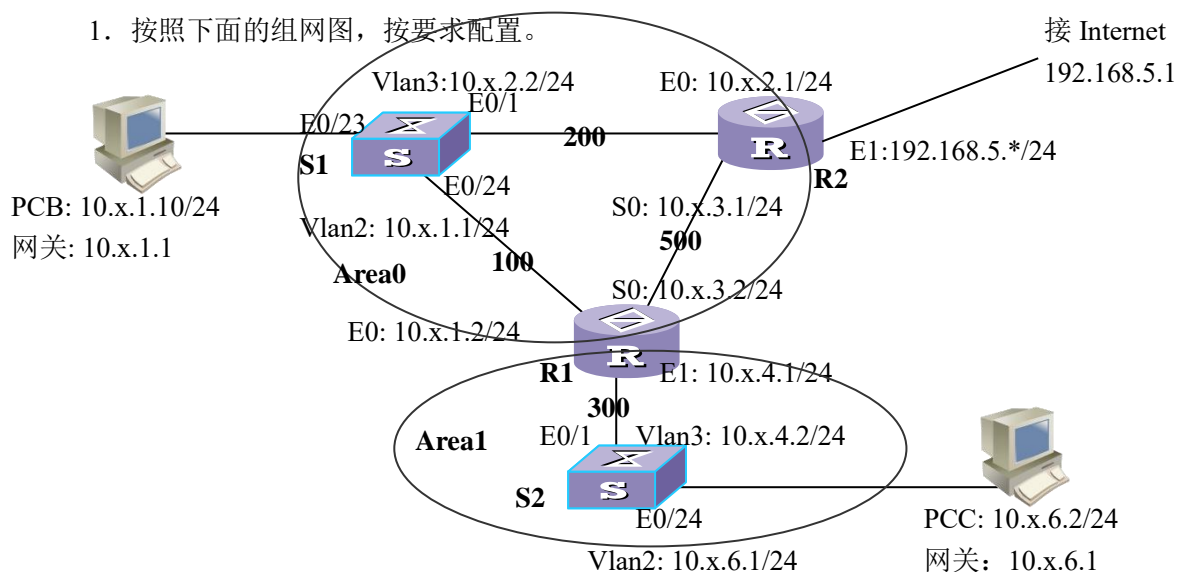 1．按照下面的组网图，按要求配置。
接 Internet
192.168.5.1
Vlan3:10.x.2.2/24
E0: 10.x.2.1/24
E0/1
E0/23
200
S
R
S1
E1:192.168.5.*/24
R2
E0/24
PCB: 10.x.1.10/24
S0: 10.x.3.1/24
Vlan2: 10.x.1.1/24
网关: 10.x.1.1
500
100
Area0
S0: 10.x.3.2/24
E0: 10.x.1.2/24
R
R1
E1: 10.x.4.1/24
300
Area1
E0/1
Vlan3: 10.x.4.2/24
S
S2
E0/24
PCC: 10.x.6.2/24
Vlan2: 10.x.6.1/24
网关：10.x.6.1